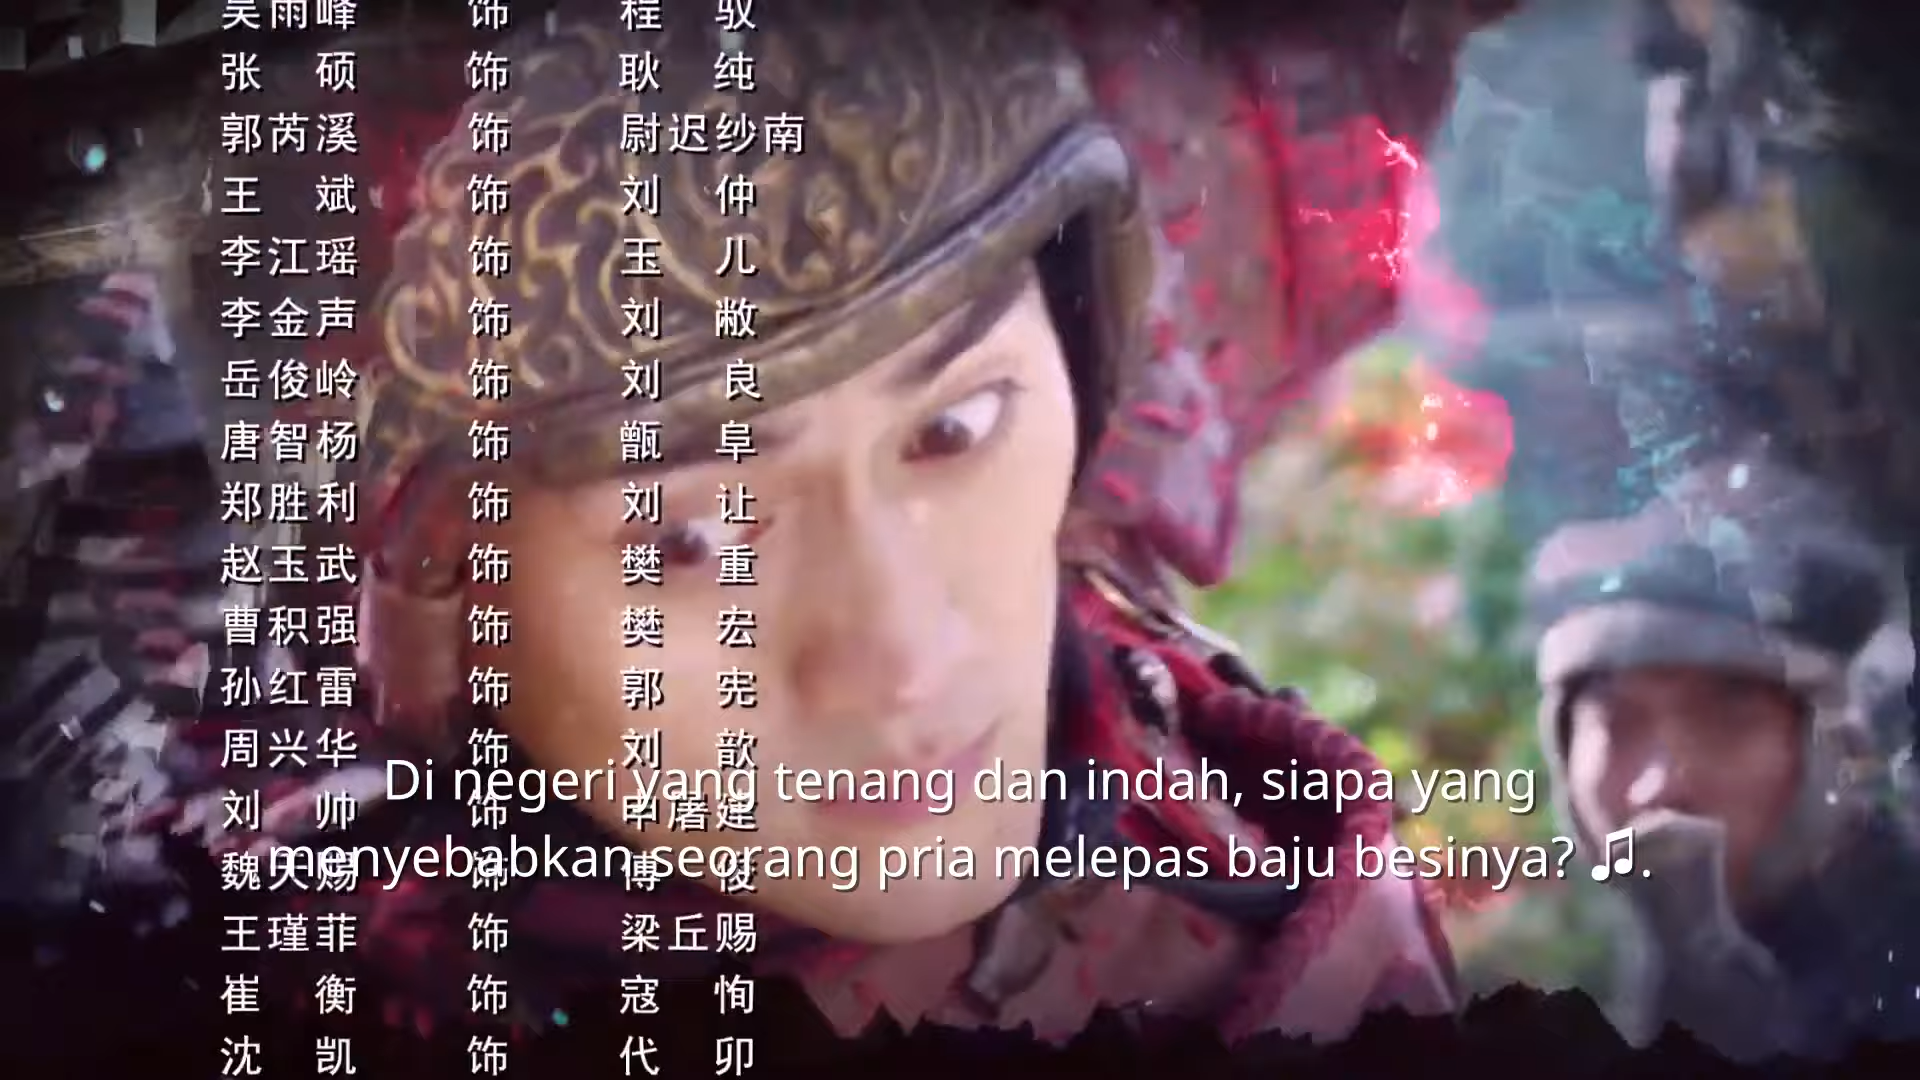 吴雨峰 饰 程 驭
张 硕 饰 耿 纯
郭芮溪 饰 尉迟纱南
王 斌 饰 刘 仲
李江瑶 饰 玉 儿
李金声 饰 刘 敞
岳俊岭 饰 刘 良
唐智杨 饰 甄 阜
郑胜利 饰 刘 让
赵玉武 饰 樊 重
曹积强 饰 樊 宏
孙红雷 饰 郭 宪
周兴华 饰 刘 歆
刘 帅 饰 申屠建
Di negeri yang tenang dan indah, siapa yang
魏天赐 饰 傅 俊
menyebabkan seorang pria melepas baju besinya? ♫.
王瑾菲 饰 梁丘赐
崔 衡 饰 寇 恂
沈 凯 饰 代 卯